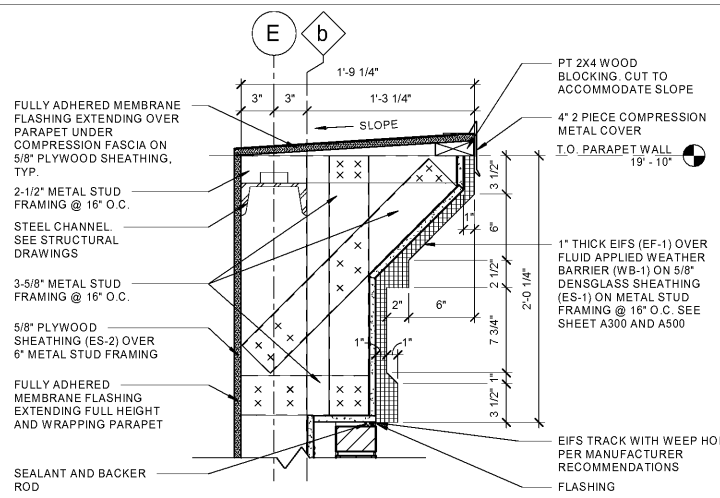 E
b
1'-9 1/4"
3"
3"
1'-3 1/4"
SLOPE
FULLY ADHERED MEMBRANE
FLASHING EXTENDING OVER
PARAPET UNDER
COMPRESSION FASCIA ON
5/8" PLYWOOD SHEATHING,
TYP.
2-1/2" METAL STUD
FRAMING @ 16" O.C.
STEEL CHANNEL.
SEE STRUCTURAL
DRAWINGS
3-5/8" METAL STUD
FRAMING @ 16" O.C.
5/8" PLYWOOD
SHEATHING (ES-2) OVER
6" METAL STUD FRAMING
FULLY ADHERED
MEMBRANE FLASHING
EXTENDING FULL HEIGHT
AND WRAPPING PARAPET
SEALANT AND BACKER
ROD
PT 2X4 WOOD
BLOCKING. CUT TO
ACCOMMODATE SLOPE
4" 2 PIECE COMPRESSION
METAL COVER
T.O. PARAPET WALL
19' - 10"
3 1/2"
1"
6"
2 1/2"
2"
6"
2'-0 1/4"
7 3/4"
1"
1"
1"
3 1/2"
1" THICK EIFS (EF-1) OVER
FLUID APPLIED WEATHER
BARRIER (WB-1) ON 5/8"
DENSGLASS SHEATHING
(ES-1) ON METAL STUD
FRAMING @ 16" O.C. SEE
SHEET A300 AND A500
EIFS TRACK WITH WEEP HO
PER MANUFACTURER
RECOMMENDATIONS
FLASHING